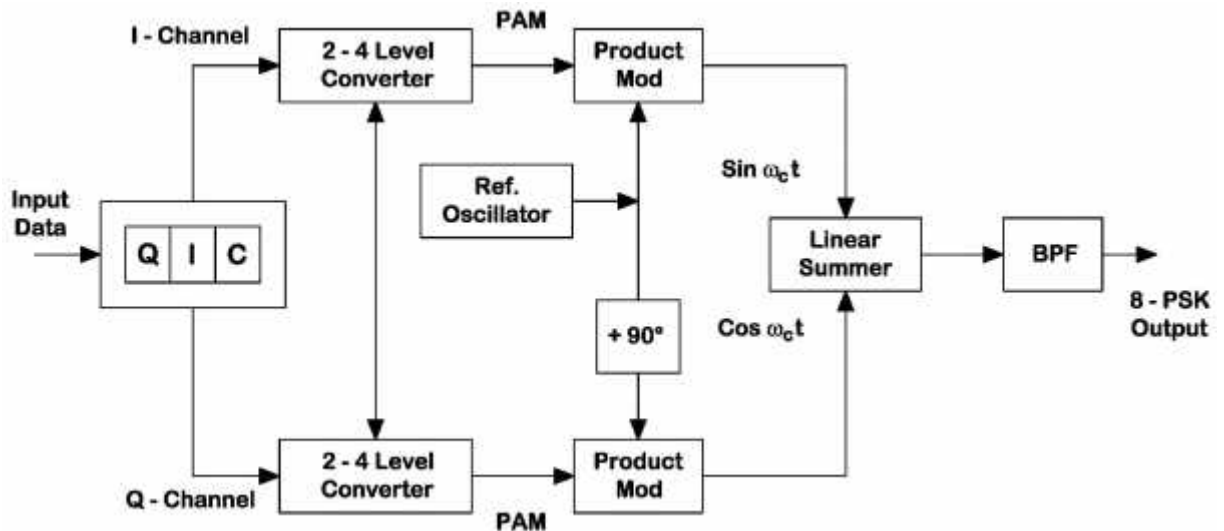 PAM
I - Channel
2 - 4 Level
Converter
Product
Mod
Sin ωct
Ref.
Oscillator
Input
Data
Q I C
Linear
Summer
BPF
+ 90°
Cos ωct
8 - PSK
Output
2 - 4 Level
Converter
Product
Mod
Q - Channel
PAM